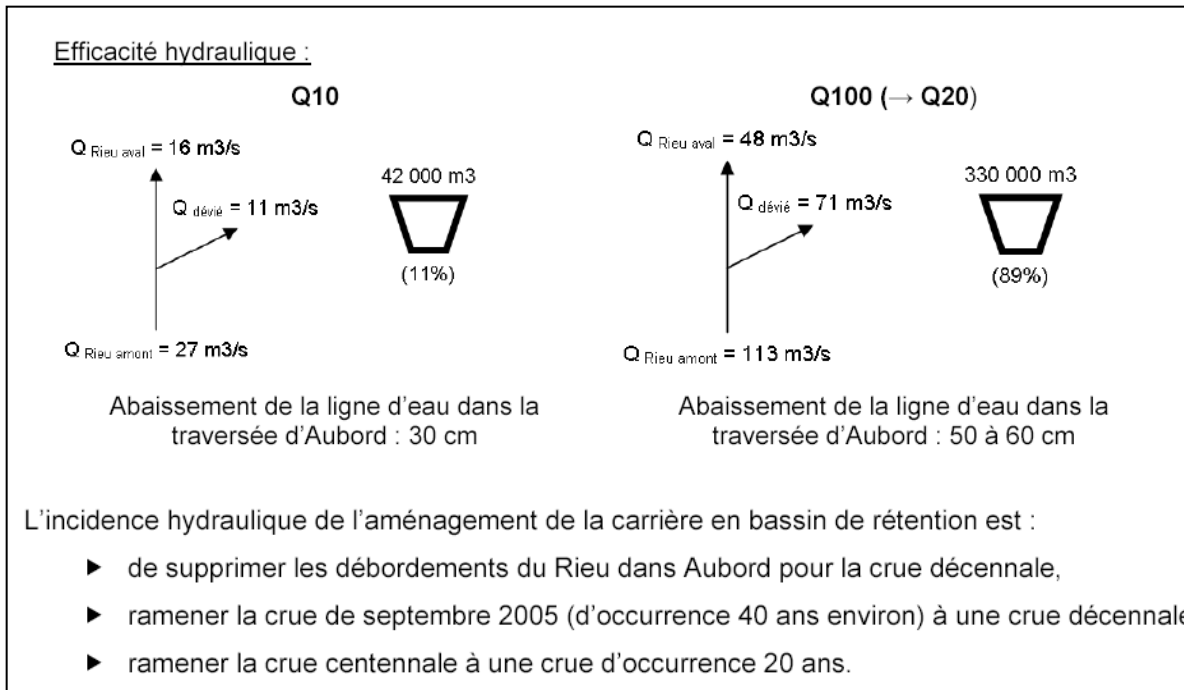 Efficacité hydraulique :
Q10
Q Rieu aval = 16 m3/s
Q dévié = 11 m3/s
42 000 m3
(11%)
Q Rieu amont = 27 m3/s
Abaissement de la ligne d'eau dans la
traversée d'Aubord : 30 cm
Q100 (→ Q20)
Q Rieu aval = 48 m3/s
Q dévié = 71 m3/s
330 000 m3
(89%)
Q Rieu amont = 113 m3/s
Abaissement de la ligne d'eau dans la
traversée d'Aubord : 50 à 60 cm
L'incidence hydraulique de l'aménagement de la carrière en bassin de rétention est :
► de supprimer les débordements du Rieu dans Aubord pour la crue décennale,
► ramener la crue de septembre 2005 (d'occurrence 40 ans environ) à une crue décennale
► ramener la crue centennale à une crue d'occurrence 20 ans.